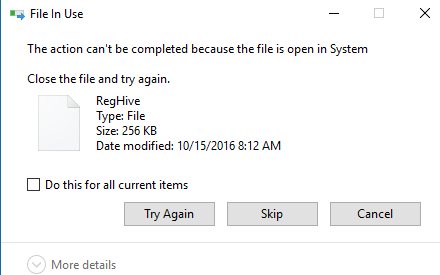 File In Use
The action can't be completed because the file is open in System
Close the file and try again.
RegHive
Type: File
Size: 256 KB
Date modified: 10/15/2016 8:12 AM
Do this for all current items
Try Again
Skip
Cancel
More details